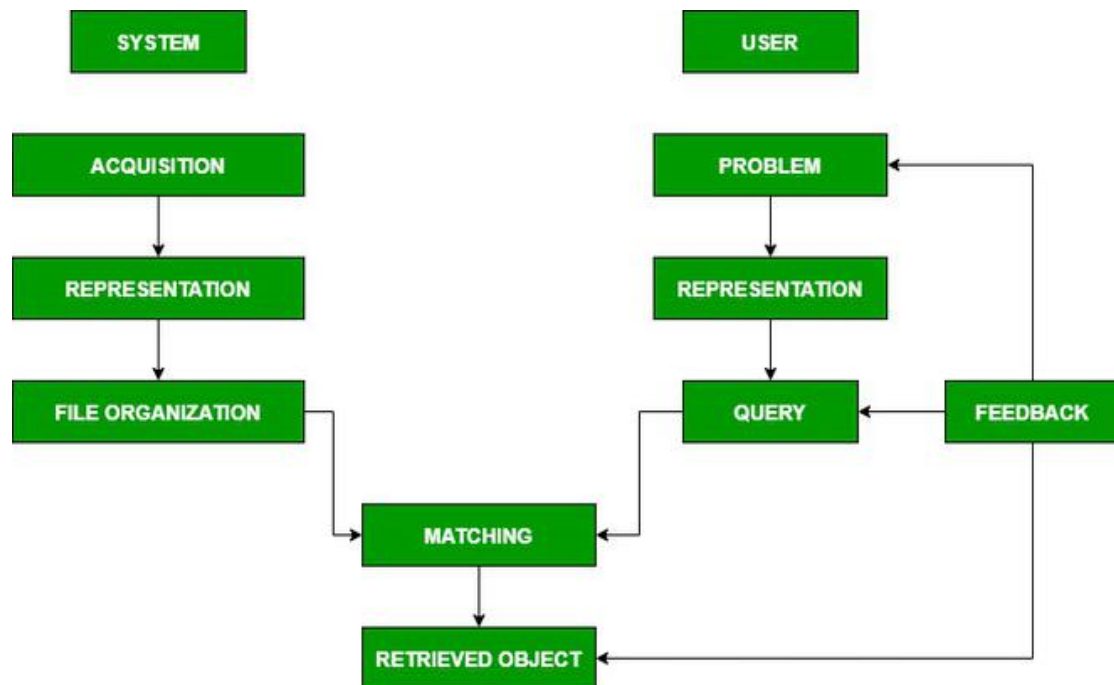 SYSTEM
USER
ACQUISITION
PROBLEM
REPRESENTATION
REPRESENTATION
FILE ORGANIZATION
QUERY
FEEDBACK
MATCHING
RETRIEVED OBJECT